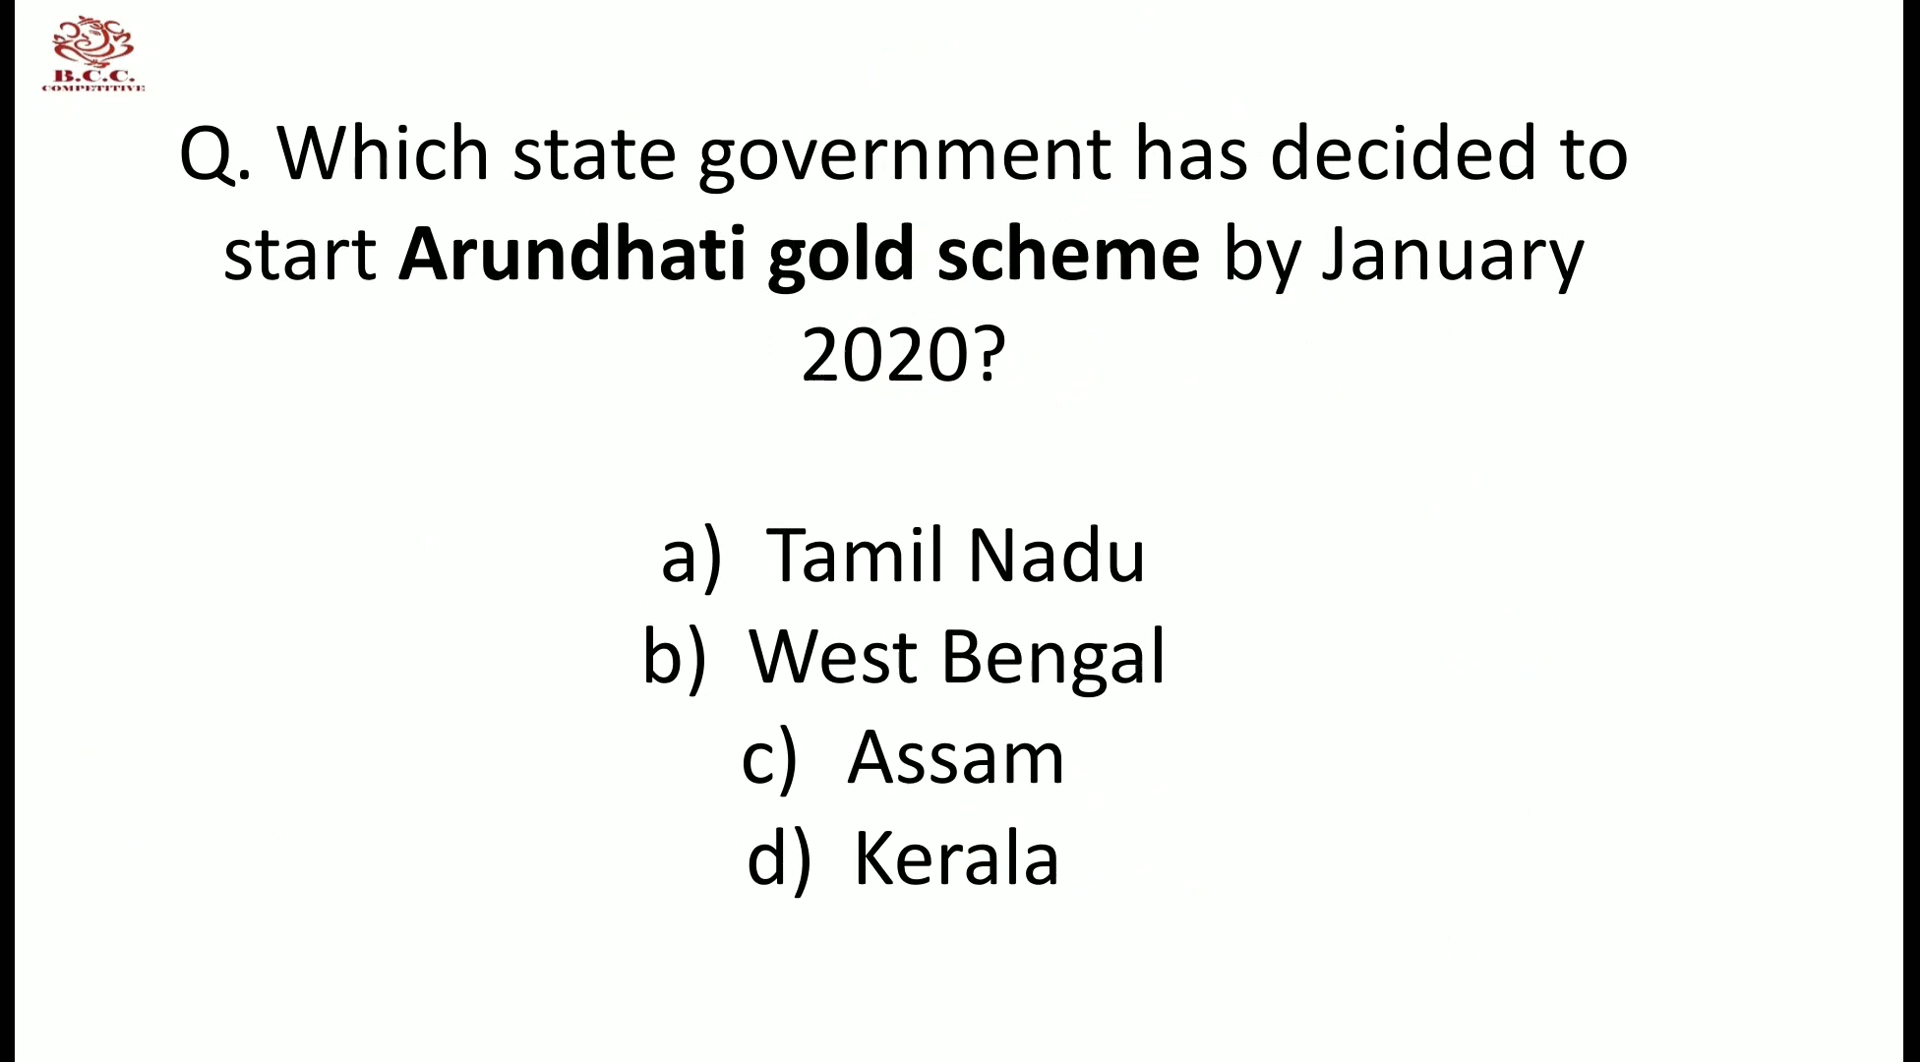 B.C.C.
COMPETITIVE
Q. Which state government has decided to
start Arundhati gold scheme by January
2020?
a) Tamil Nadu
b) West Bengal
c) Assam
d) Kerala